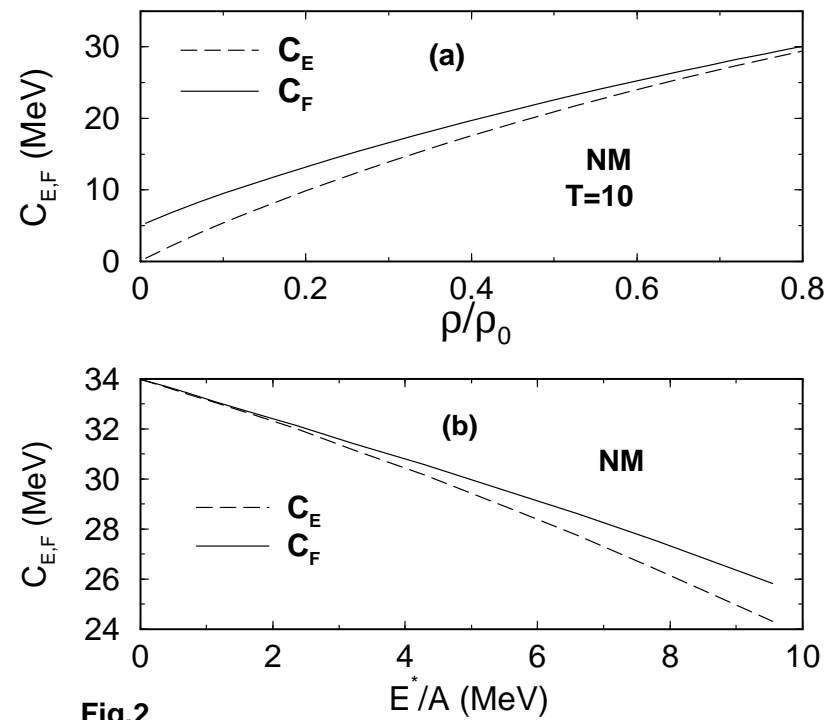 30
20
10
0
C_E,F (MeV)
C_E
C_F
(a)
NM
T=10
0 0.2 0.4 0.6 0.8
ρ/ρ_0
34
32
30
28
26
24
C_E,F (MeV)
(b)
NM
C_E
C_F
0 2 4 6 8 10
E*/A (MeV)
Fig.2